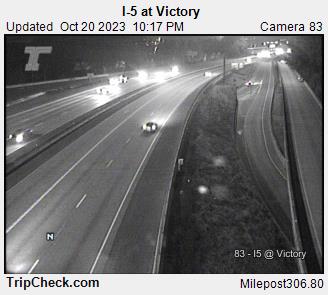 I-5 at Victory
Updated Oct 20 2023 10:17 PM Camera 83
T
N
83 - I5 @ Victory
TripCheck.com Milepost306.80